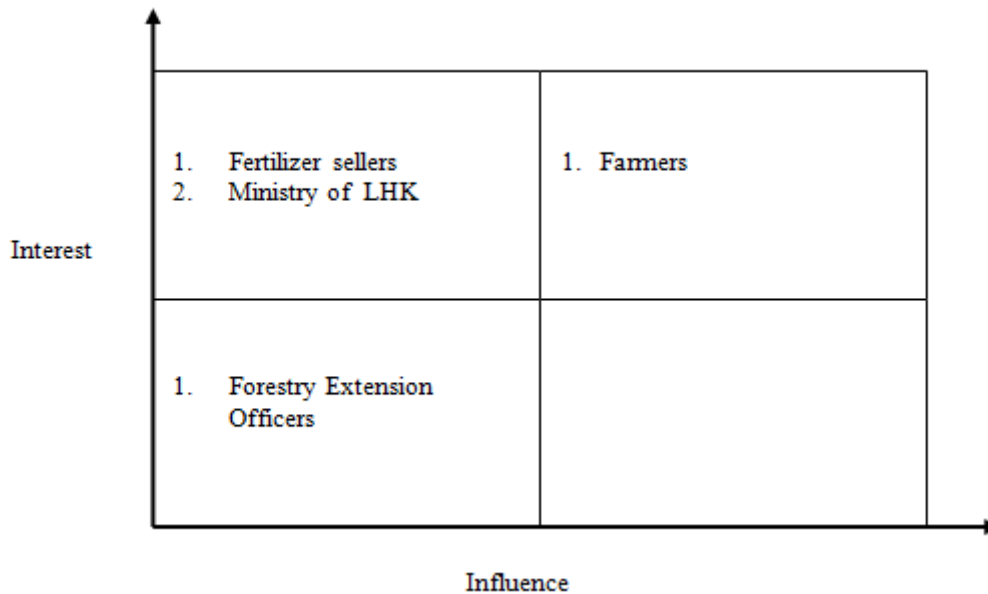 1. Fertilizer sellers
2. Ministry of LHK
1. Farmers
Interest
1. Forestry Extension
Officers
Influence